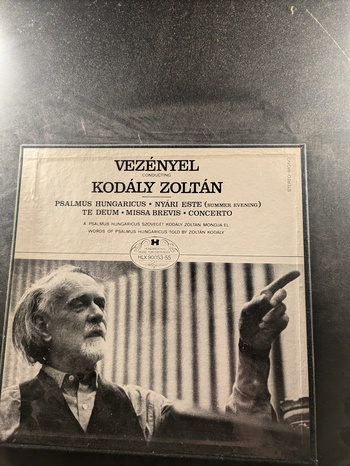 VEZÉNYEL
CONDUCTING
KODÁLY ZOLTÁN
PSALMUS HUNGARICUS • NYÁRI ESTE (SUMMER EVENING)
TE DEUM • MISSA BREVIS • CONCERTO
A PSALMUS HUNGARICUS SZÖVEGÉT KODÁLY ZOLTÁN MONDJA EL
WORDS OF PSALMUS HUNGARICUS TOLD BY ZOLTÁN KODÁLY
H
HLX 90053-55